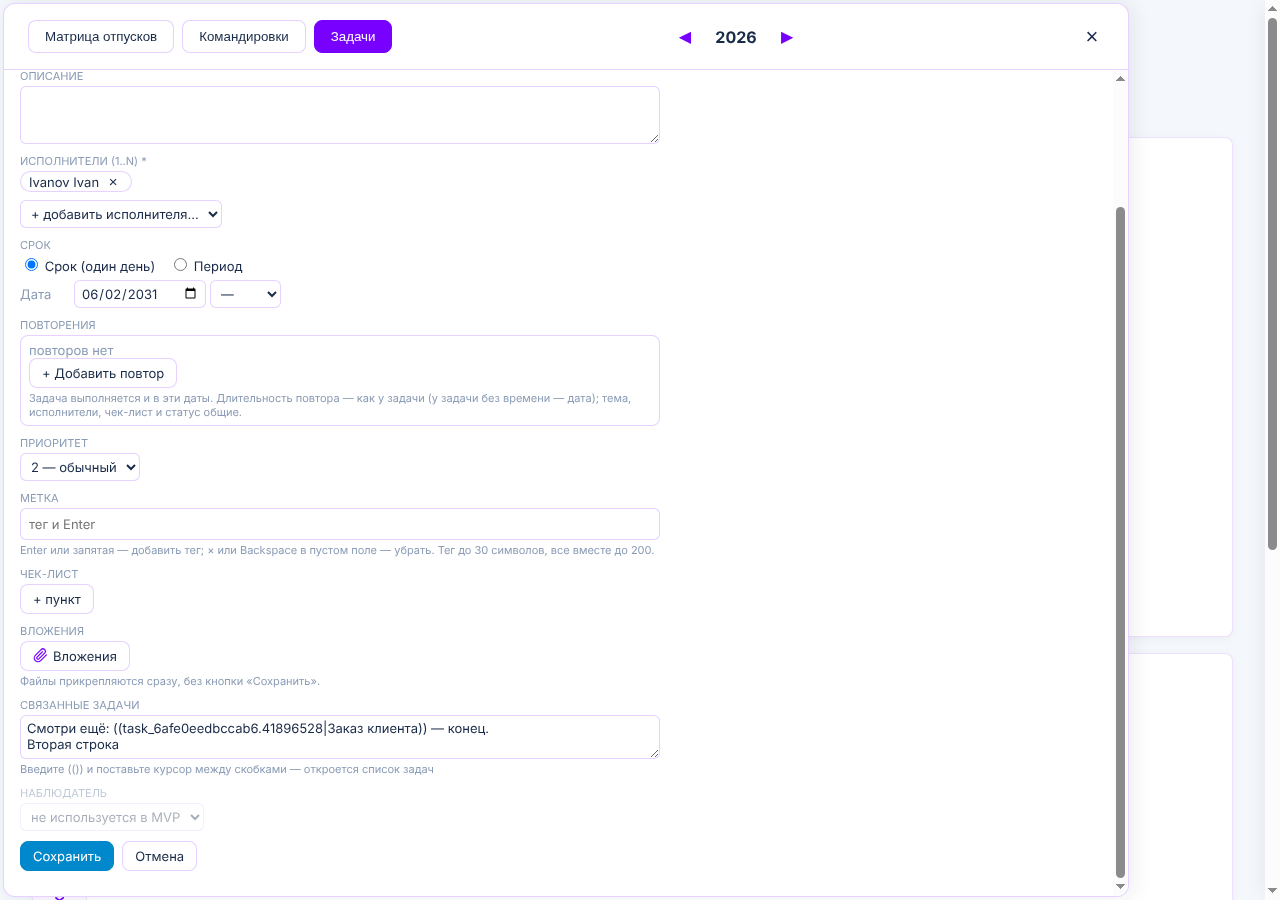 Матрица отпусков Командировки Задачи ◀ 2026 ▶ ×
ОПИСАНИЕ
ИСПОЛНИТЕЛИ (1..N) *
Ivanov Ivan ×
+ добавить исполнителя...
СРОК
Срок (один день) Период
Дата 06/02/2031 —
ПОВТОРЕНИЯ
повторов нет
+ Добавить повтор
Задача выполняется и в эти даты. Длительность повтора — как у задачи (у задачи без времени — дата); тема,
исполнители, чек-лист и статус общие.
ПРИОРИТЕТ
2 — обычный
МЕТКА
тег и Enter
Enter или запятая — добавить тег; × или Backspace в пустом поле — убрать. Тег до 30 символов, все вместе до 200.
ЧЕК-ЛИСТ
+ пункт
ВЛОЖЕНИЯ
Вложения
Файлы прикрепляются сразу, без кнопки «Сохранить».
СВЯЗАННЫЕ ЗАДАЧИ
Смотри ещё: ((task_6afe0eedbccab6.41896528|Заказ клиента)) — конец.
Вторая строка
Введите (()) и поставьте курсор между скобками — откроется список задач
НАБЛЮДАТЕЛЬ
не используется в MVP
Сохранить Отмена